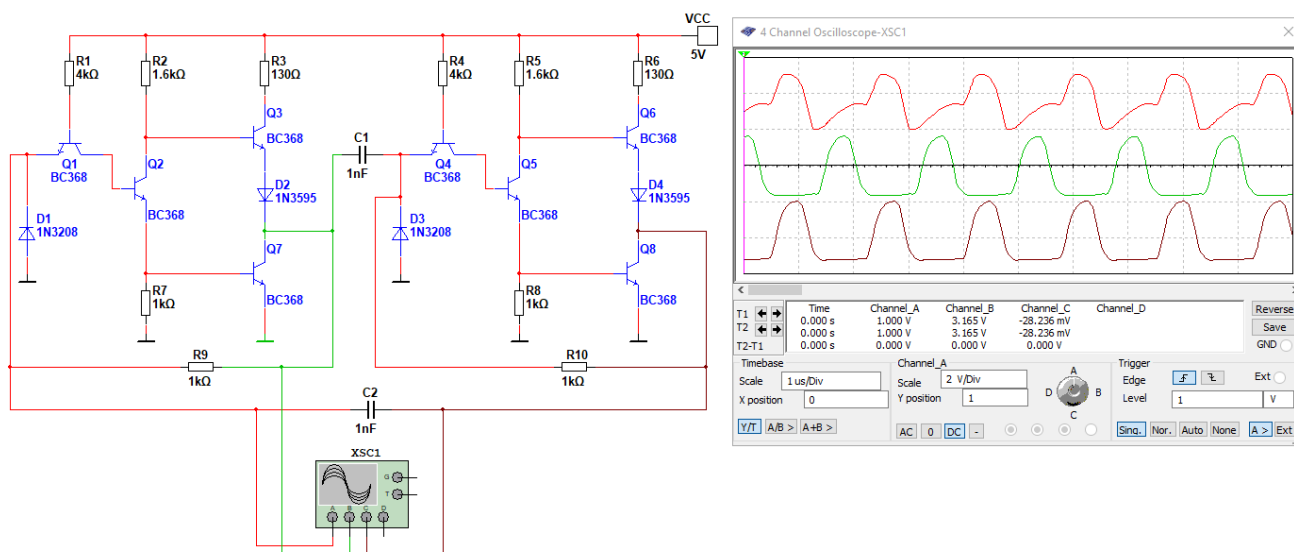 VCC
5V
R1
4kΩ
R2
1.6kΩ
R3
130Ω
R4
4kΩ
R5
1.6kΩ
R6
130Ω
Q3
BC368
Q6
BC368
C1
1nF
Q1
BC368
Q2
BC368
Q4
BC368
Q5
BC368
D2
1N3595
D4
1N3595
D1
1N3208
D3
1N3208
Q7
BC368
Q8
BC368
R7
1kΩ
R8
1kΩ
R9
1kΩ
R10
1kΩ
C2
1nF
XSC1
G
T
A B C D
4 Channel Oscilloscope-XSC1
Time Channel_A Channel_B Channel_C Channel_D
T1 0.000 s 1.000 V 3.165 V -28.236 mV
T2 0.000 s 1.000 V 3.165 V -28.236 mV
T2-T1 0.000 s 0.000 V 0.000 V 0.000 V
Reverse
Save
GND
Timebase
Scale 1 us/Div
X position 0
Y/T A/B > A+B >
Channel_A
Scale 2 V/Div
Y position 1
AC 0 DC -
A
B
C
D
Trigger
Edge Ext
Level 1 V
Sing. Nor. Auto None A > Ext